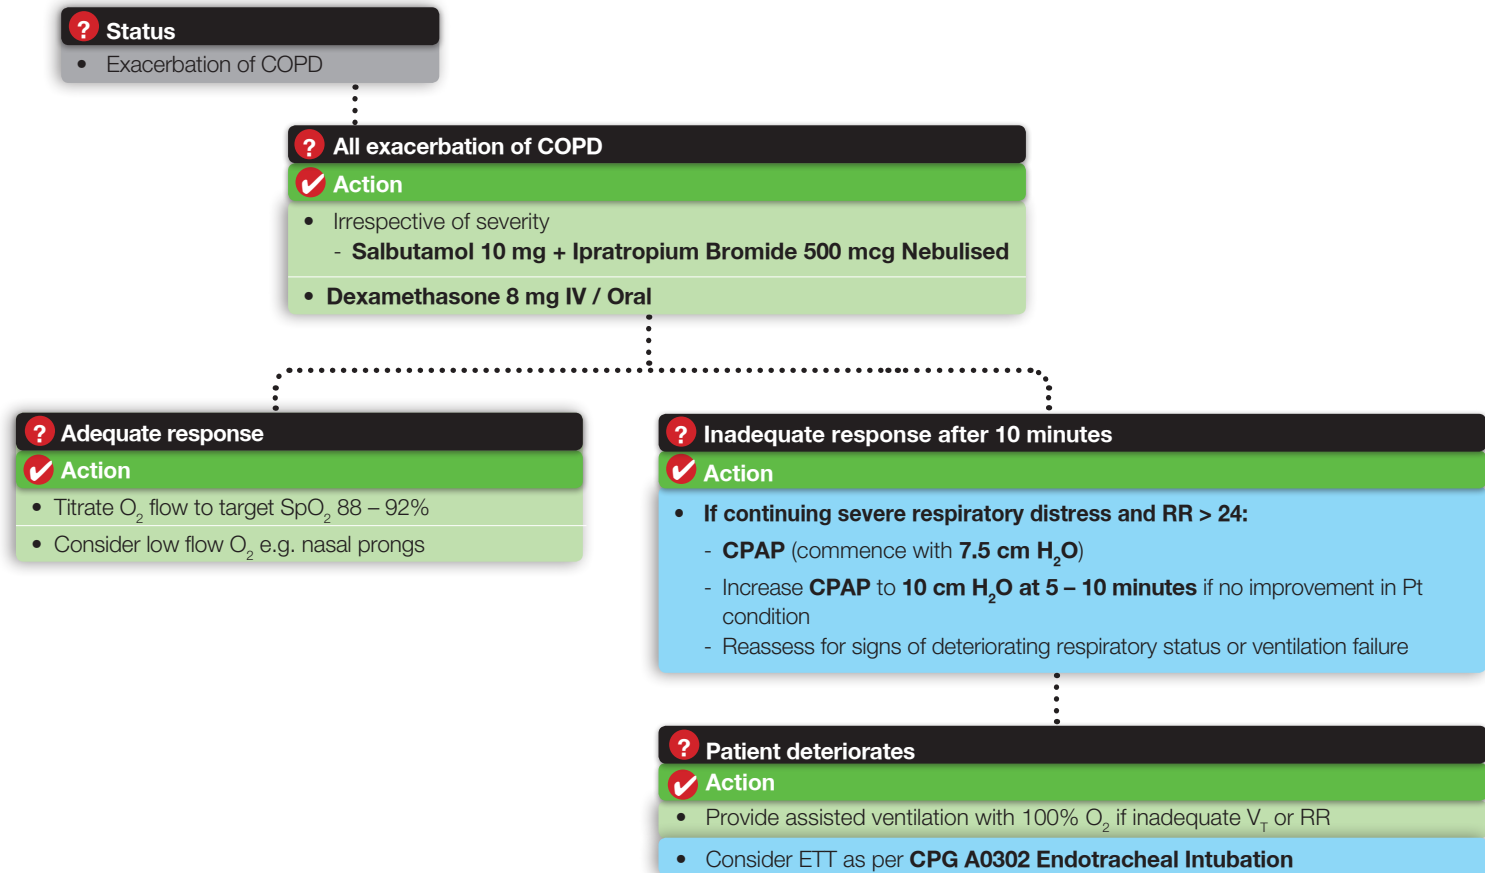 Status
• Exacerbation of COPD
All exacerbation of COPD
Action
• Irrespective of severity
- Salbutamol 10 mg + Ipratropium Bromide 500 mcg Nebulised
• Dexamethasone 8 mg IV / Oral
Adequate response
Action
• Titrate O₂ flow to target SpO₂ 88 – 92%
• Consider low flow O₂ e.g. nasal prongs
Inadequate response after 10 minutes
Action
• If continuing severe respiratory distress and RR > 24:
- CPAP (commence with 7.5 cm H₂O)
- Increase CPAP to 10 cm H₂O at 5 – 10 minutes if no improvement in Pt
condition
- Reassess for signs of deteriorating respiratory status or ventilation failure
Patient deteriorates
Action
• Provide assisted ventilation with 100% O₂ if inadequate V_T or RR
• Consider ETT as per CPG A0302 Endotracheal Intubation